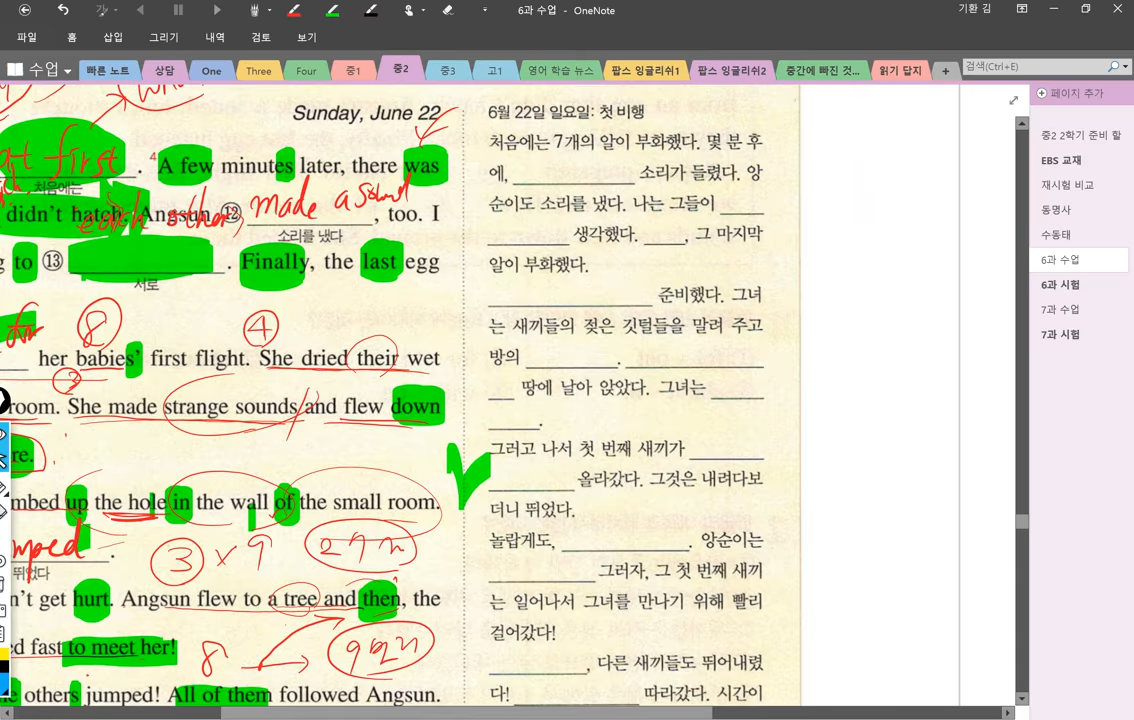 6과 수업 - OneNote
기환 김
파일 홈 삽입 그리기 내역 검토 보기
수업 빠른 노트 상담 One Three Four 중1 중2 중3 고1 영어 학습 뉴스 팝스 잉글리쉬1 팝스 잉글리쉬2 중간에 빠진 것... 읽기 답지 + 검색(Ctrl+E)
페이지 추가
중2 2학기 준비 할
EBS 교재
재시험 비교
동명사
수동태
6과 수업
6과 시험
7과 수업
7과 시험
Sunday, June 22
at first . 4 A few minutes later, there was
처음에는
didn't hatch, Angsun ⑫ made a sound, too. I
each other,
소리를 냈다
g to ⑬ . Finally, the last egg
서로
for ⑧ ④
her babies' first flight. She dried their wet
③
room. She made strange sounds and flew down
re.
mbed up the hole in the wall of the small room.
mped . ③ x 9
뛰었다
n't get hurt. Angsun flew to a tree and then, the
ed fast to meet her!
8
e others jumped! All of them followed Angsun.
6월 22일 일요일: 첫 비행
처음에는 7개의 알이 부화했다. 몇 분 후
에, 소리가 들렸다. 앙
순이도 소리를 냈다. 나는 그들이
생각했다. , 그 마지막
알이 부화했다.
준비했다. 그녀
는 새끼들의 젖은 깃털들을 말려 주고
방의 .
땅에 날아 앉았다. 그녀는
.
그러고 나서 첫 번째 새끼가
올라갔다. 그것은 내려다보
더니 뛰었다.
놀랍게도, . 앙순이는
그러자, 그 첫 번째 새끼
는 일어나서 그녀를 만나기 위해 빨리
걸어갔다!
, 다른 새끼들도 뛰어내렸
다! 따라갔다. 시간이